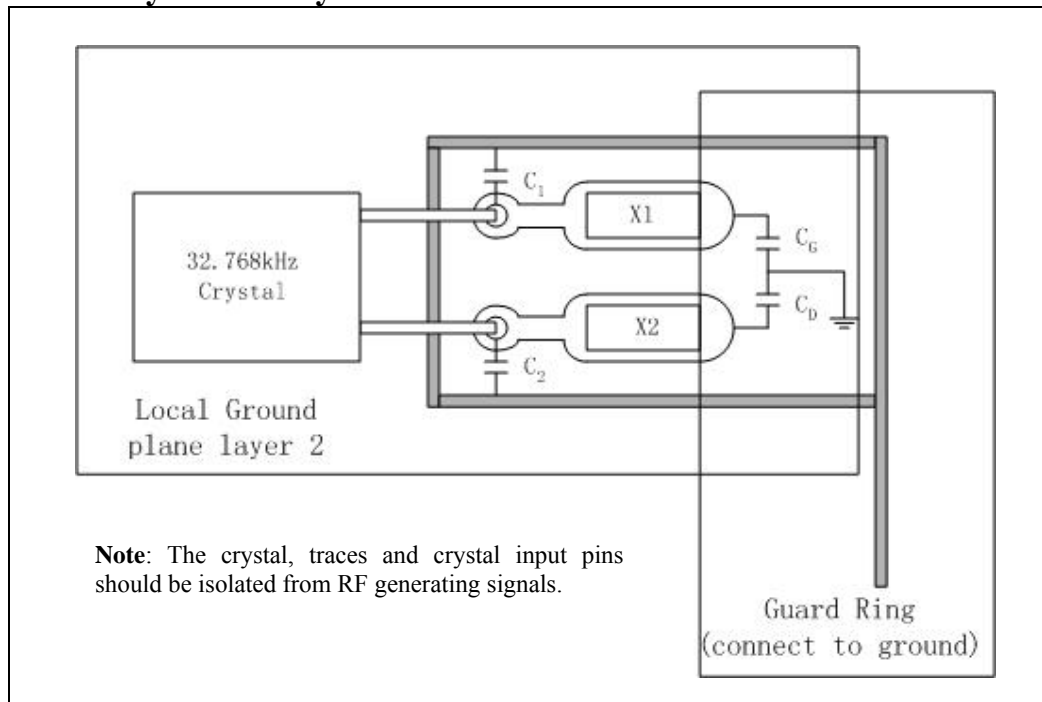 C1
X1
32.768kHz
Crystal
CG
CD
X2
C2
Local Ground
plane layer 2
Note: The crystal, traces and crystal input pins
should be isolated from RF generating signals.
Guard Ring
(connect to ground)